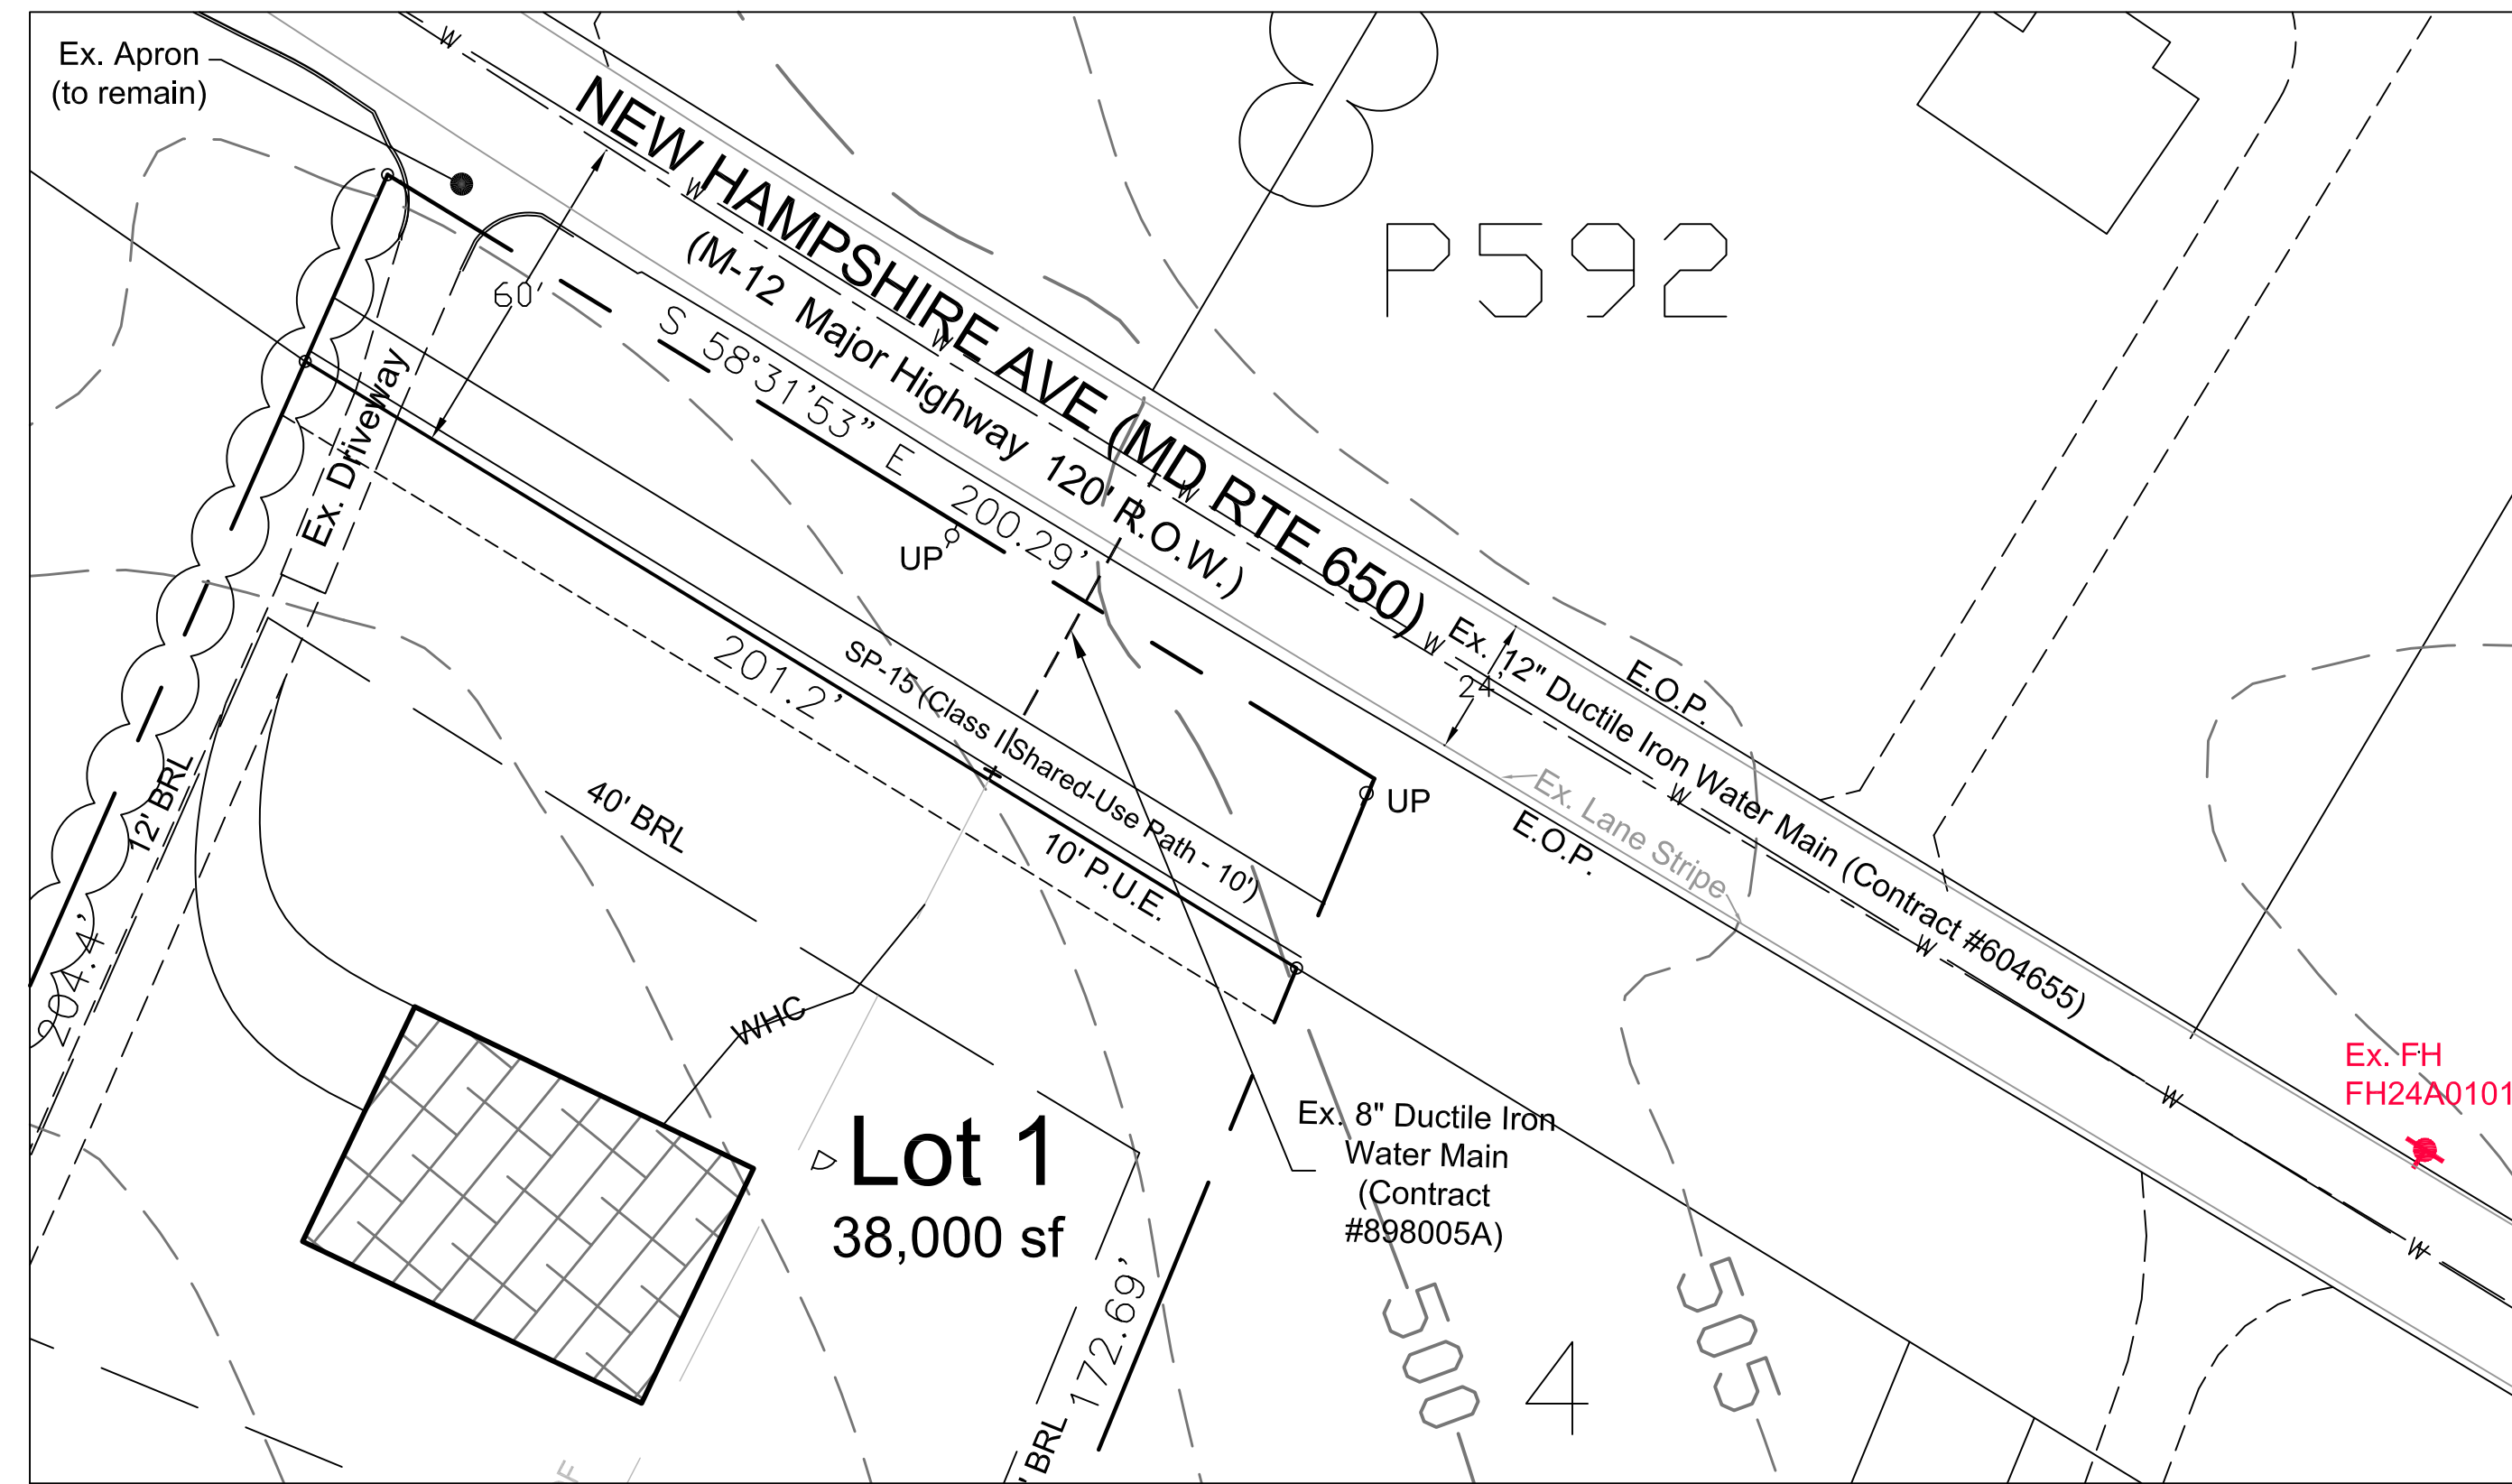 Ex. Apron
(to remain)
W
NEW HAMPSHIRE AVE (MD RTE 650)
(M-12 Major Highway 120' R.O.W.)
W
W
W
W
W
W
W
W
P592
60'
S 58°31'53" E 200.29'
Ex. Driveway
UP
201.2'
SP-15 (Class II Shared-Use Path - 10')
10' P.U.E.
40' BRL
12' BRL
204.4'
Ex. 12" Ductile Iron Water Main (Contract #604655)
24'
E.O.P.
E.O.P.
Ex. Lane Stripe
UP
WHC
Lot 1
38,000 sf
Ex. 8" Ductile Iron
Water Main
(Contract
#898005A)
Ex. FH
FH24A0101
172.69'
' BRL
500
505
4